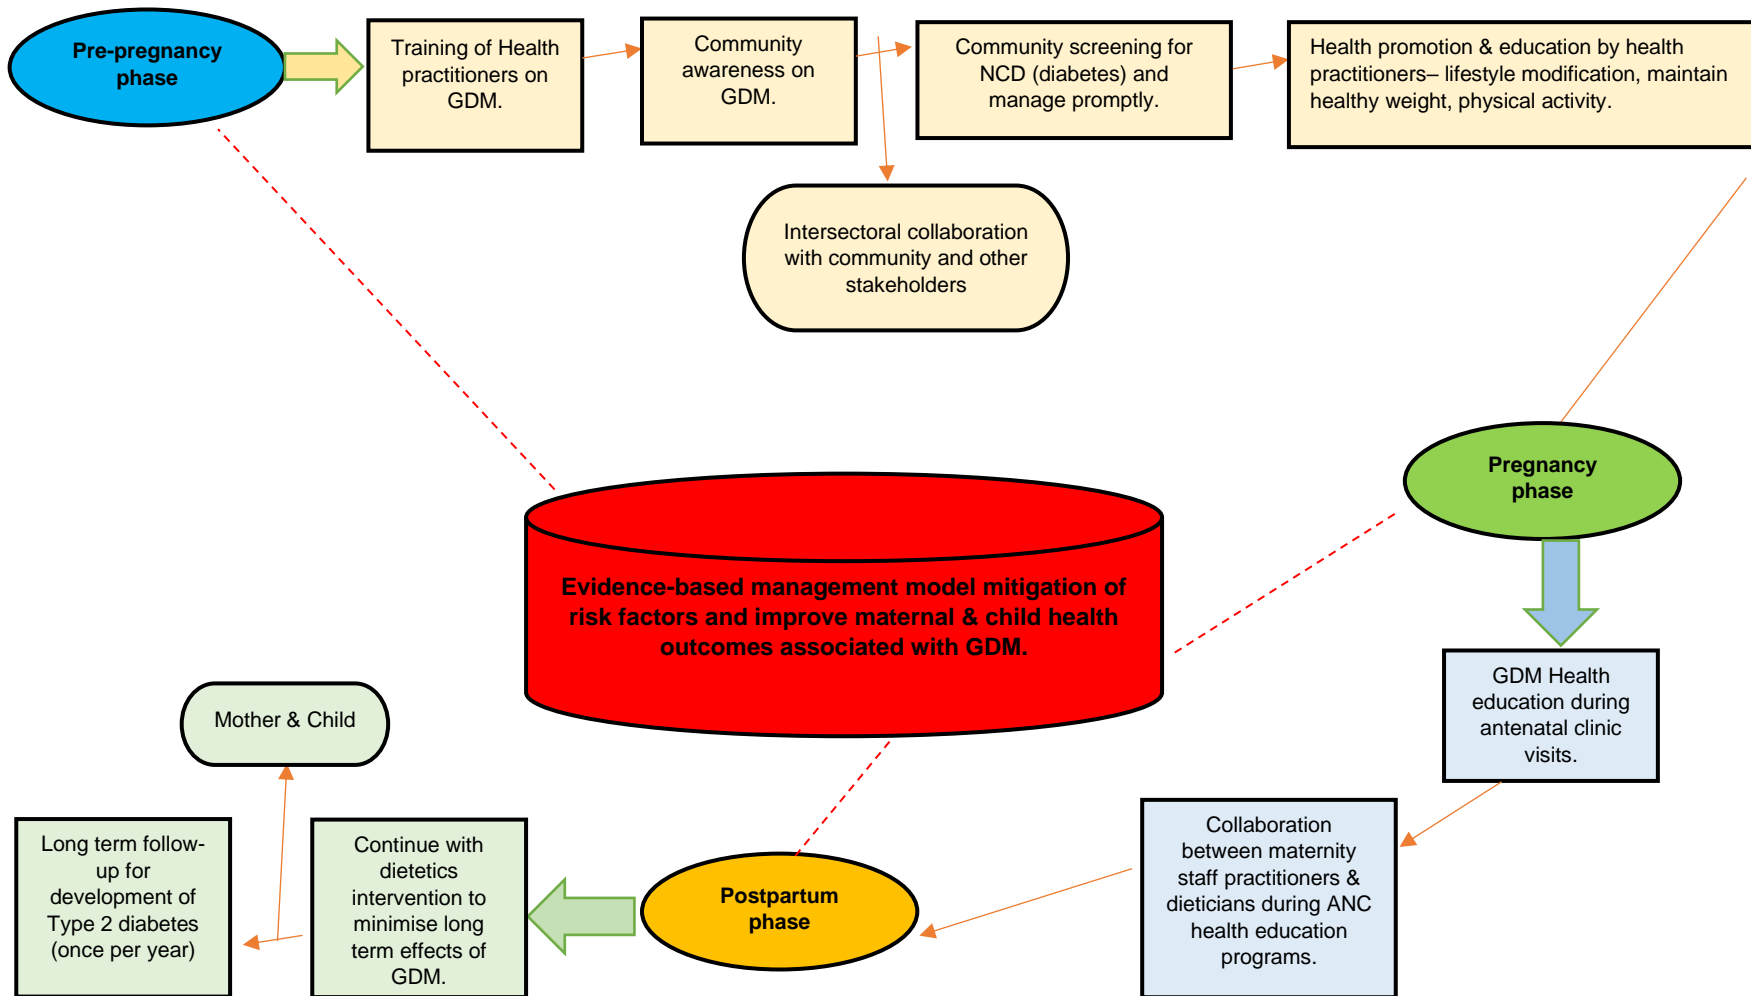 Pre-pregnancy
phase
Training of Health
practitioners on
GDM.
Community
awareness on
GDM.
Community screening for
NCD (diabetes) and
manage promptly.
Health promotion & education by health
practitioners– lifestyle modification, maintain
healthy weight, physical activity.
Intersectoral collaboration
with community and other
stakeholders
Pregnancy
phase
Evidence-based management model mitigation of
risk factors and improve maternal & child health
outcomes associated with GDM.
GDM Health
education during
antenatal clinic
visits.
Collaboration
between maternity
staff practitioners &
dieticians during ANC
health education
programs.
Postpartum
phase
Continue with
dietetics
intervention to
minimise long
term effects of
GDM.
Mother & Child
Long term follow-
up for
development of
Type 2 diabetes
(once per year)